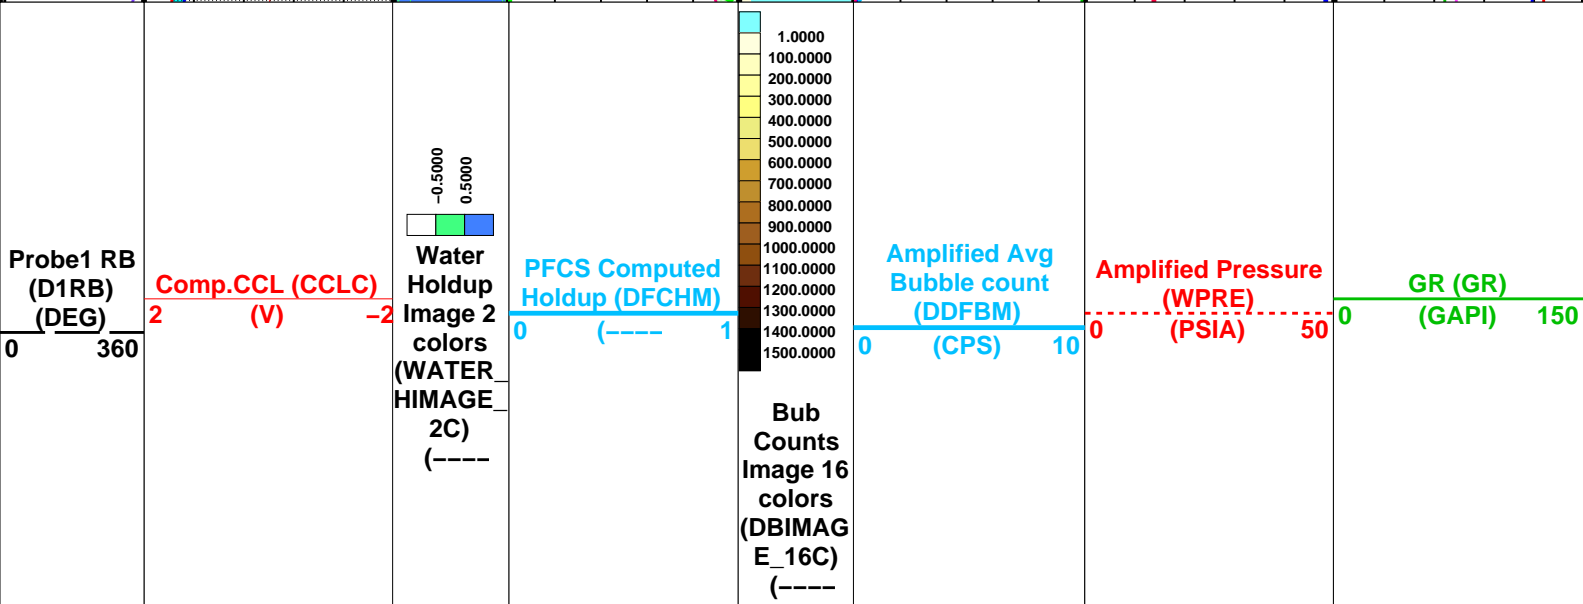 Probe1 RB
(D1RB)
(DEG)
0 360
Comp.CCL (CCLC)
2 (V) −2
−0.5000
0.5000
Water
Holdup
Image 2
colors
(WATER_
HIMAGE_
2C)
(−−−−
PFCS Computed
Holdup (DFCHM)
0 (−−−− 1
1.0000
100.0000
200.0000
300.0000
400.0000
500.0000
600.0000
700.0000
800.0000
900.0000
1000.0000
1100.0000
1200.0000
1300.0000
1400.0000
1500.0000
Bub
Counts
Image 16
colors
(DBIMAG
E_16C)
(−−−−
Amplified Avg
Bubble count
(DDFBM)
0 (CPS) 10
Amplified Pressure
(WPRE)
0 (PSIA) 50
GR (GR)
0 (GAPI) 150